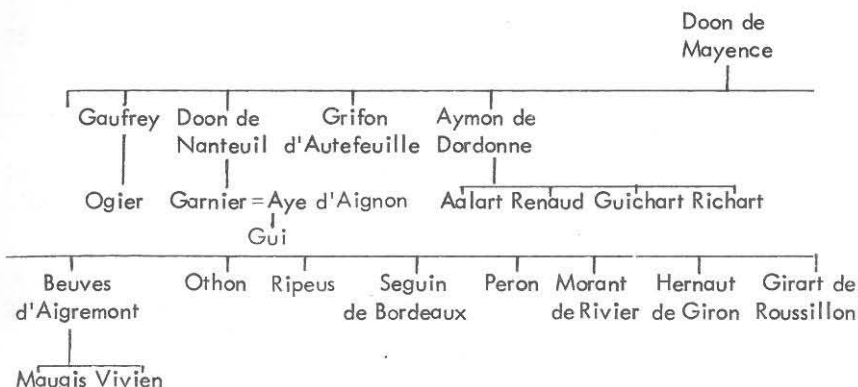 Doon de
Mayence
Gaufrey Doon de Grifon Aymon de
Nanteuil d'Autefeuille Dordonne
Ogier Garnier = Aye d'Aignon Aalart Renaud Guichart Richart
Gui
Beuves Othon Ripeus Seguin Peron Morant Hernaut Girart de
d'Aigremont de Bordeaux de Rivier de Giron Roussillon
Maugis Vivien